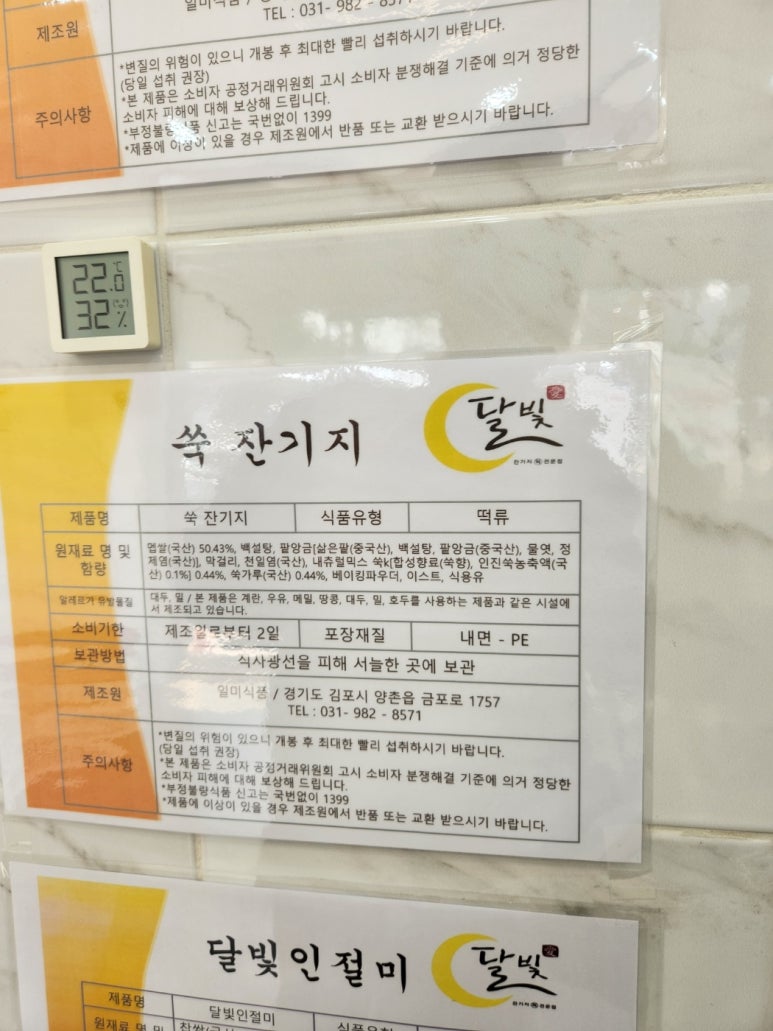 제조원
TEL : 031- 982 - 8571
주의사항
*변질의 위험이 있으니 개봉 후 최대한 빨리 섭취하시기 바랍니다.
(당일 섭취 권장)
*본 제품은 소비자 공정거래위원회 고시 소비자 분쟁해결 기준에 의거 정당한
소비자 피해에 대해 보상해 드립니다.
*부정불량식품 신고는 국번없이 1399
*제품에 이상이 있을 경우 제조원에서 반품 또는 교환 받으시기 바랍니다.
22.0 ℃
32 %
쑥 잔기지
달빛
잔기지 떡 전문점
제품명 쑥 잔기지 식품유형 떡류
원재료 명 및
함량
멥쌀(국산) 50.43%, 백설탕, 팥앙금[삶은팥(중국산), 백설탕, 팥앙금(중국산), 물엿, 정
제염(국산)], 막걸리, 천일염(국산), 내츄럴믹스 쑥k[합성향료(쑥향), 인진쑥농축액(국
산) 0.1%] 0.44%, 쑥가루(국산) 0.44%, 베이킹파우더, 이스트, 식용유
알레르기 유발물질
대두, 밀 / 본 제품은 계란, 우유, 메밀, 땅콩, 대두, 밀, 호두를 사용하는 제품과 같은 시설에
서 제조되고 있습니다.
소비기한 제조일로부터 2일 포장재질 내면 - PE
보관방법 직사광선을 피해 서늘한 곳에 보관
제조원
일미식품 / 경기도 김포시 양촌읍 금포로 1757
TEL : 031- 982 - 8571
주의사항
*변질의 위험이 있으니 개봉 후 최대한 빨리 섭취하시기 바랍니다.
(당일 섭취 권장)
*본 제품은 소비자 공정거래위원회 고시 소비자 분쟁해결 기준에 의거 정당한
소비자 피해에 대해 보상해 드립니다.
*부정불량식품 신고는 국번없이 1399
*제품에 이상이 있을 경우 제조원에서 반품 또는 교환 받으시기 바랍니다.
달빛인절미
달빛
잔기지 떡 전문점
제품명 달빛인절미 식품유형
원재료 명 및